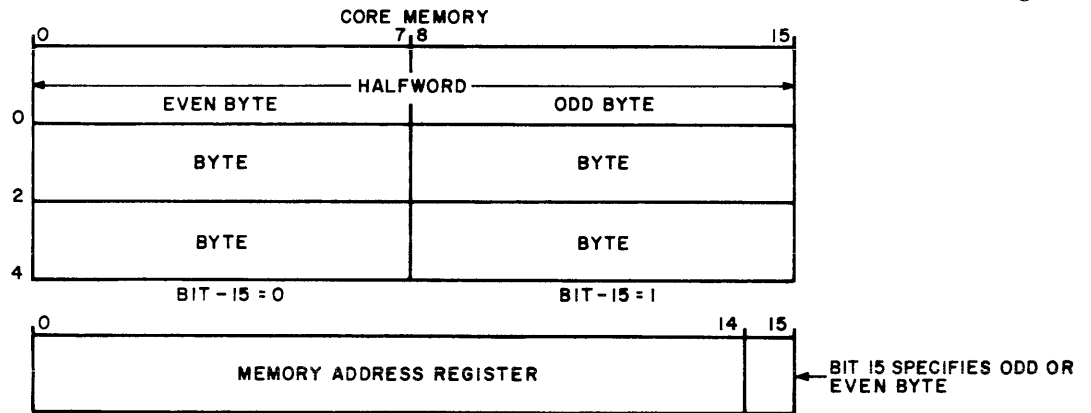 CORE MEMORY
0 7 8 15
HALFWORD
EVEN BYTE ODD BYTE
0
BYTE BYTE
2
BYTE BYTE
4
BIT-15 = 0 BIT-15 = 1
0 14 15
MEMORY ADDRESS REGISTER
BIT 15 SPECIFIES ODD OR
EVEN BYTE